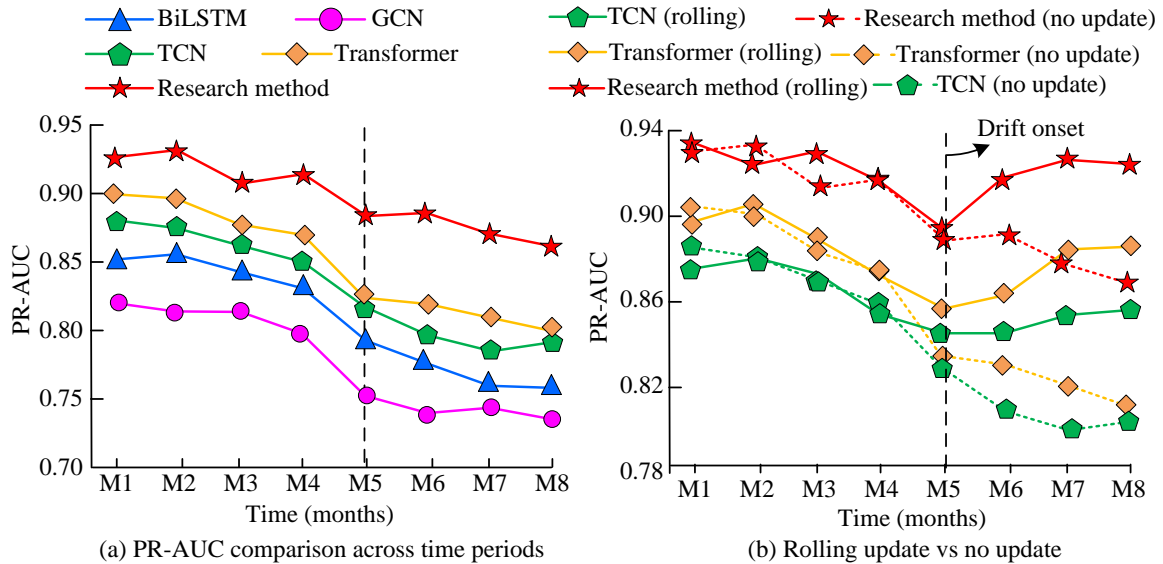 BiLSTM
GCN
TCN
Transformer
Research method
TCN (rolling)
Research method (no update)
Transformer (rolling)
Transformer (no update)
Research method (rolling)
TCN (no update)
0.95
0.90
0.85
0.80
0.75
0.70
PR-AUC
M1 M2 M3 M4 M5 M6 M7 M8
Time (months)
(a) PR-AUC comparison across time periods
0.94
0.90
0.86
0.82
0.78
PR-AUC
Drift onset
M1 M2 M3 M4 M5 M6 M7 M8
Time (months)
(b) Rolling update vs no update